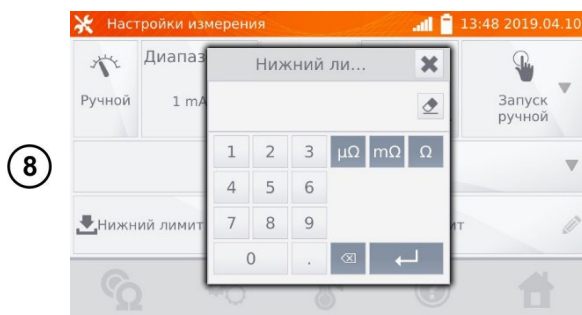 Настройки измерения 13:48 2019.04.10
Диапаз
Нижний ли...
Ручной
1 mA
Запуск
ручной
8
1 2 3 μΩ mΩ Ω
4 5 6
Нижний лимит
7 8 9
0 .